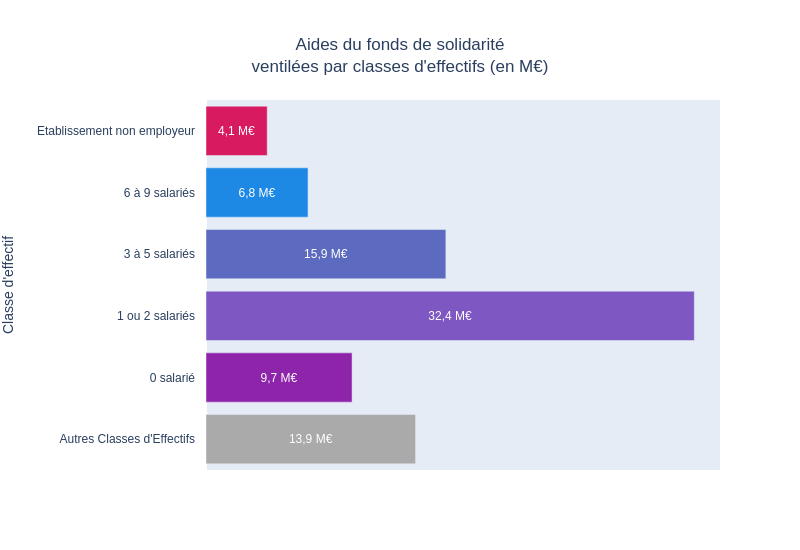 Aides du fonds de solidarité
ventilées par classes d'effectifs (en M€)
Classe d'effectif
Etablissement non employeur
4,1 M€
6 à 9 salariés
6,8 M€
3 à 5 salariés
15,9 M€
1 ou 2 salariés
32,4 M€
0 salarié
9,7 M€
Autres Classes d'Effectifs
13,9 M€